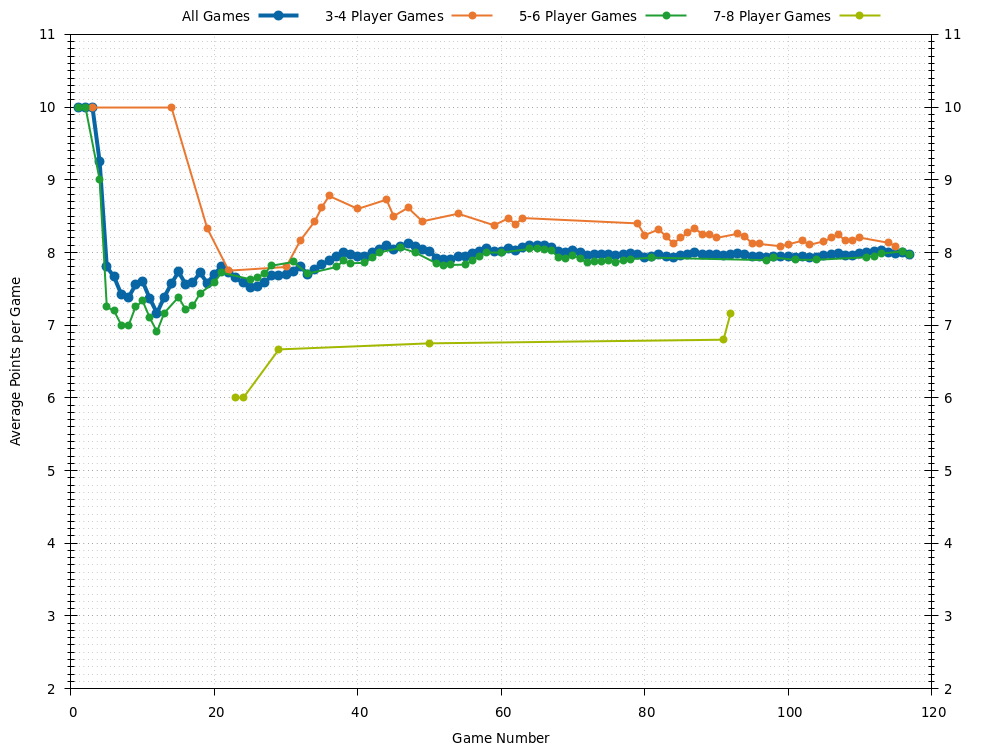 All Games 3-4 Player Games 5-6 Player Games 7-8 Player Games
11 11
10 10
9 9
8 8
7 7
6 6
5 5
4 4
3 3
2 2
Average Points per Game
0 20 40 60 80 100 120
Game Number